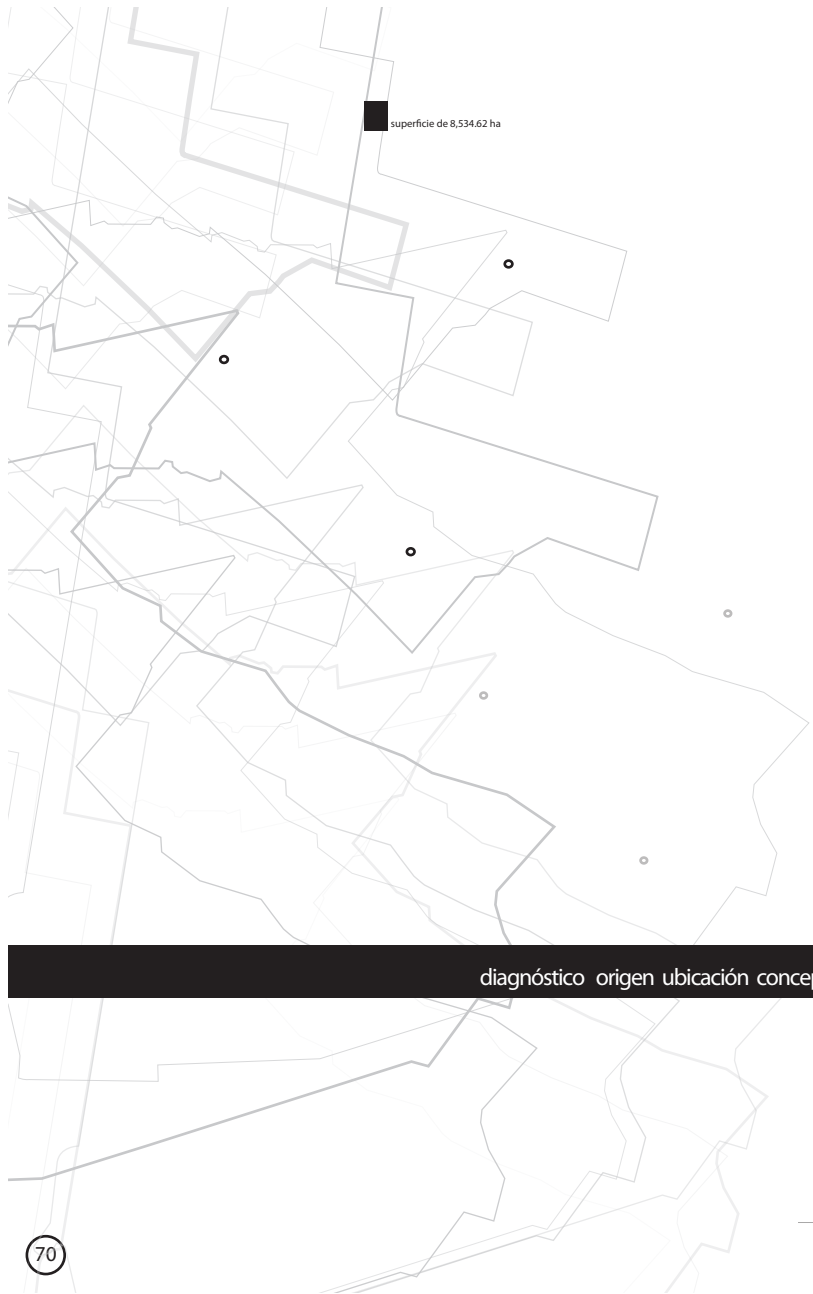 superficie de 8,534.62 ha
diagnóstico origen ubicación concep
70